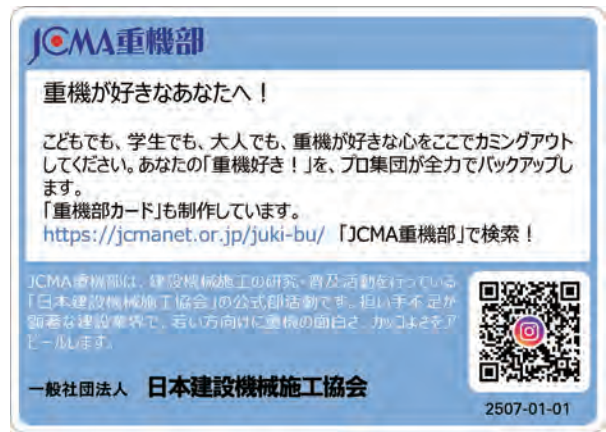 JCMA重機部
重機が好きなあなたへ！
こどもでも、学生でも、大人でも、重機が好きな心をここでカミングアウト
してください。あなたの「重機好き！」を、プロ集団が全力でバックアップし
ます。
「重機部カード」も制作しています。
https://jcmanet.or.jp/juki-bu/ 「JCMA重機部」で検索！
JCMA重機部は、建設機械施工の研究・普及活動を行っている
「日本建設機械施工協会」の公式部活動です。担い手不足が
顕著な建設業界で、若い方向けに重機の面白さ、カッコよさをア
ピールします。
一般社団法人 日本建設機械施工協会
2507-01-01